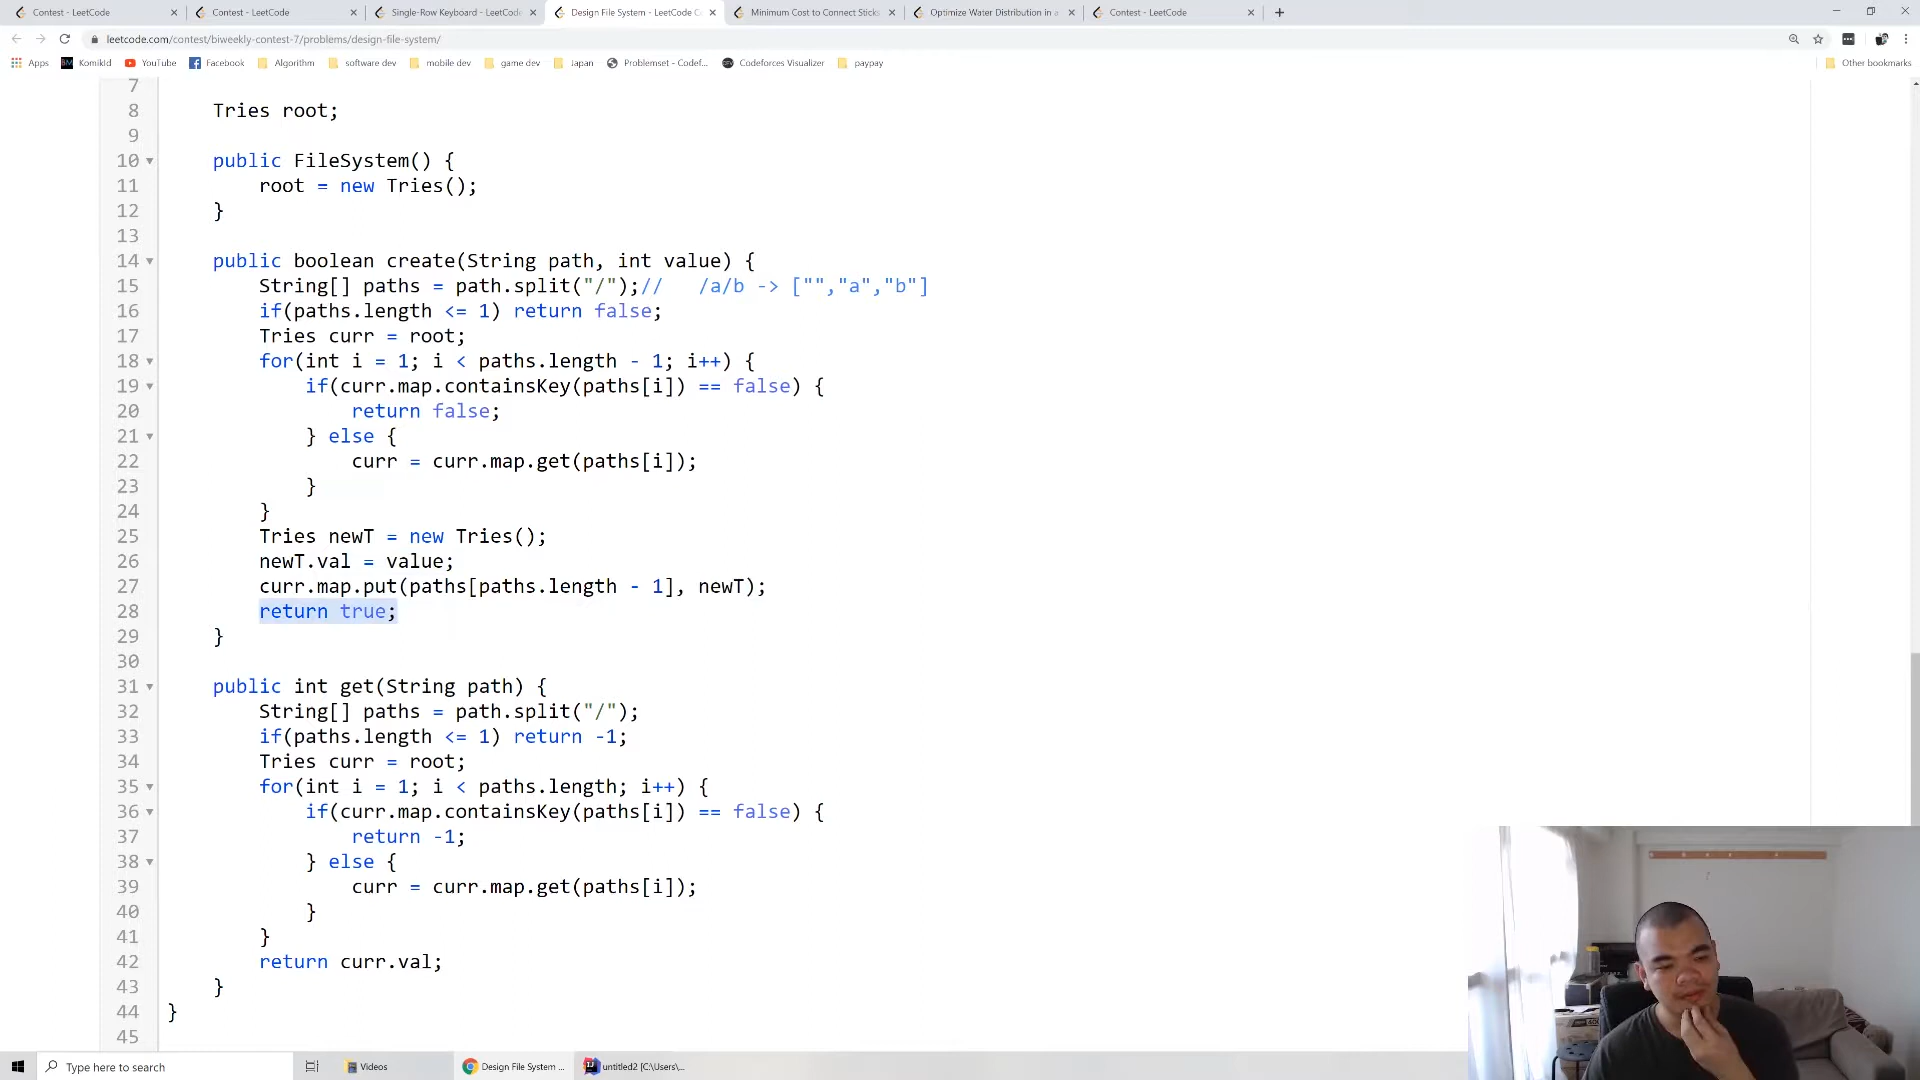 Contest - LeetCode
Contest - LeetCode
Single-Row Keyboard - LeetCode
Design File System - LeetCode C
Minimum Cost to Connect Sticks
Optimize Water Distribution in a
Contest - LeetCode
leetcode.com/contest/biweekly-contest-7/problems/design-file-system/
Apps
Komikld
YouTube
Facebook
Algorithm
software dev
mobile dev
game dev
Japan
Problemset - Codef...
Codeforces Visualizer
paypay
Other bookmarks
7
8 Tries root;
9
10 public FileSystem() {
11 root = new Tries();
12 }
13
14 public boolean create(String path, int value) {
15 String[] paths = path.split("/");// /a/b -> ["","a","b"]
16 if(paths.length <= 1) return false;
17 Tries curr = root;
18 for(int i = 1; i < paths.length - 1; i++) {
19 if(curr.map.containsKey(paths[i]) == false) {
20 return false;
21 } else {
22 curr = curr.map.get(paths[i]);
23 }
24 }
25 Tries newT = new Tries();
26 newT.val = value;
27 curr.map.put(paths[paths.length - 1], newT);
28 return true;
29 }
30
31 public int get(String path) {
32 String[] paths = path.split("/");
33 if(paths.length <= 1) return -1;
34 Tries curr = root;
35 for(int i = 1; i < paths.length; i++) {
36 if(curr.map.containsKey(paths[i]) == false) {
37 return -1;
38 } else {
39 curr = curr.map.get(paths[i]);
40 }
41 }
42 return curr.val;
43 }
44 }
45
Type here to search
Videos
Design File System ...
untitled2 [C:\Users\...